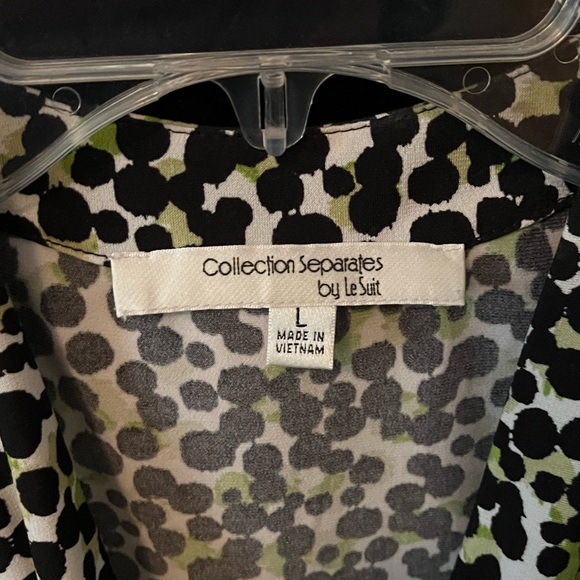 Collection Separates
by Le Suit
L
MADE IN
VIETNAM